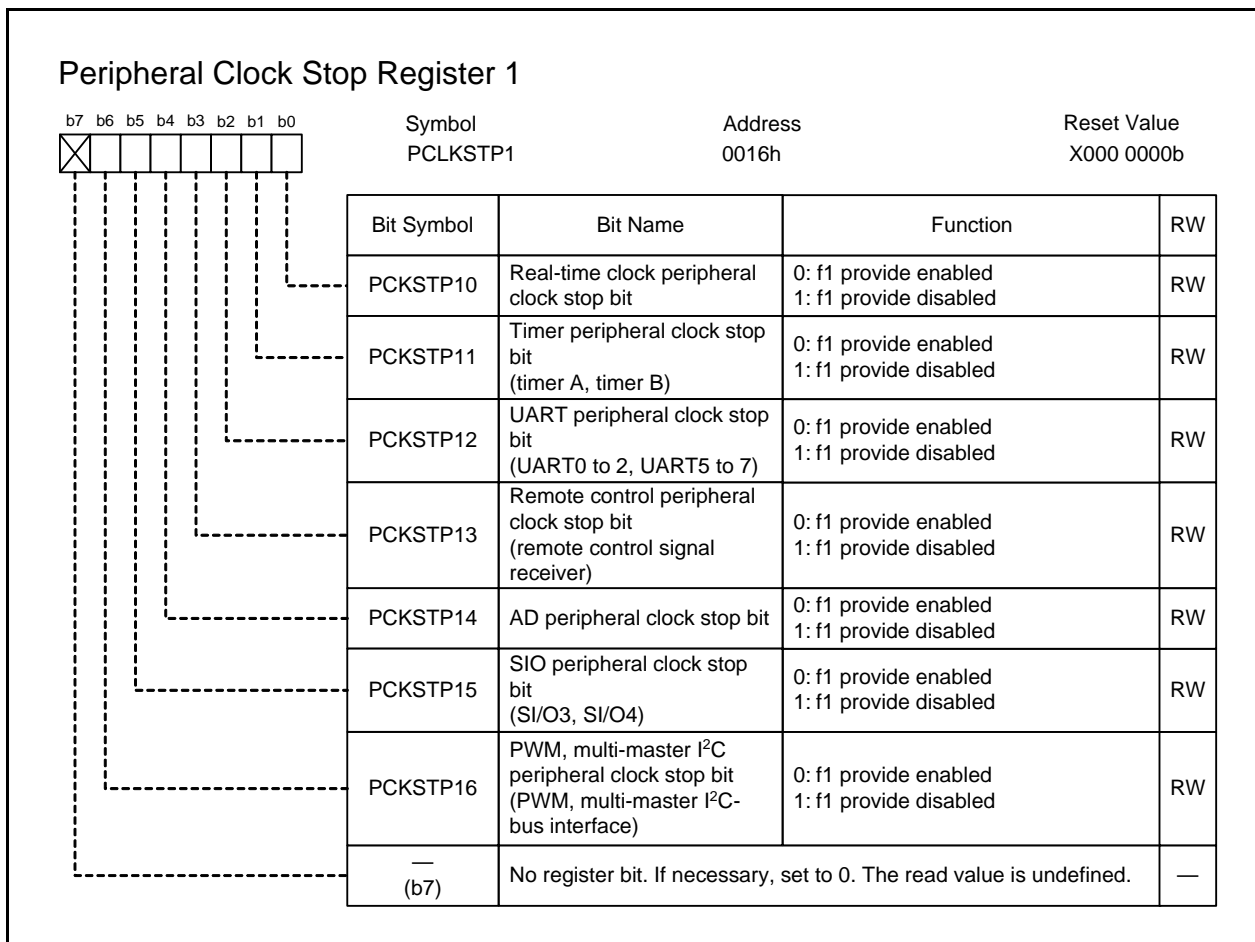 Peripheral Clock Stop Register 1
b7 b6 b5 b4 b3 b2 b1 b0
Symbol Address Reset Value
PCLKSTP1 0016h X000 0000b
Bit Symbol Bit Name Function RW
PCKSTP10
Real-time clock peripheral
clock stop bit
0: f1 provide enabled
1: f1 provide disabled
RW
PCKSTP11
Timer peripheral clock stop
bit
(timer A, timer B)
0: f1 provide enabled
1: f1 provide disabled
RW
PCKSTP12
UART peripheral clock stop
bit
(UART0 to 2, UART5 to 7)
0: f1 provide enabled
1: f1 provide disabled
RW
PCKSTP13
Remote control peripheral
clock stop bit
(remote control signal
receiver)
0: f1 provide enabled
1: f1 provide disabled
RW
PCKSTP14
AD peripheral clock stop bit
0: f1 provide enabled
1: f1 provide disabled
RW
PCKSTP15
SIO peripheral clock stop
bit
(SI/O3, SI/O4)
0: f1 provide enabled
1: f1 provide disabled
RW
PCKSTP16
PWM, multi-master I²C
peripheral clock stop bit
(PWM, multi-master I²C-
bus interface)
0: f1 provide enabled
1: f1 provide disabled
RW
—
(b7)
No register bit. If necessary, set to 0. The read value is undefined.
—